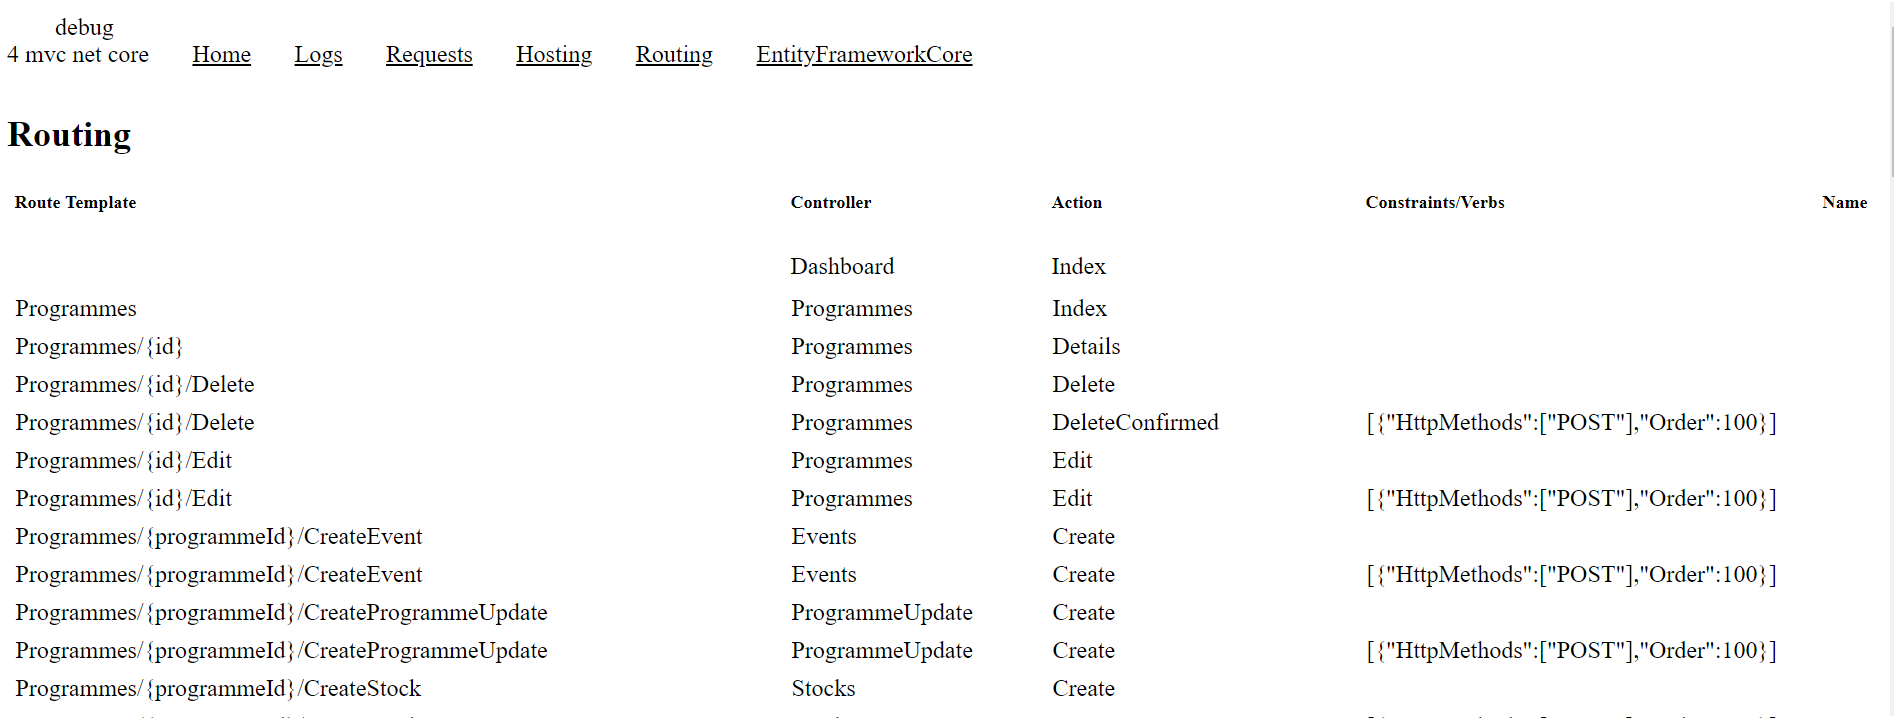 debug
4 mvc net core Home Logs Requests Hosting Routing EntityFrameworkCore
Routing
Route Template Controller Action Constraints/Verbs Name
Dashboard Index
Programmes Programmes Index
Programmes/{id} Programmes Details
Programmes/{id}/Delete Programmes Delete
Programmes/{id}/Delete Programmes DeleteConfirmed [{"HttpMethods":["POST"],"Order":100}]
Programmes/{id}/Edit Programmes Edit
Programmes/{id}/Edit Programmes Edit [{"HttpMethods":["POST"],"Order":100}]
Programmes/{programmeId}/CreateEvent Events Create
Programmes/{programmeId}/CreateEvent Events Create [{"HttpMethods":["POST"],"Order":100}]
Programmes/{programmeId}/CreateProgrammeUpdate ProgrammeUpdate Create
Programmes/{programmeId}/CreateProgrammeUpdate ProgrammeUpdate Create [{"HttpMethods":["POST"],"Order":100}]
Programmes/{programmeId}/CreateStock Stocks Create